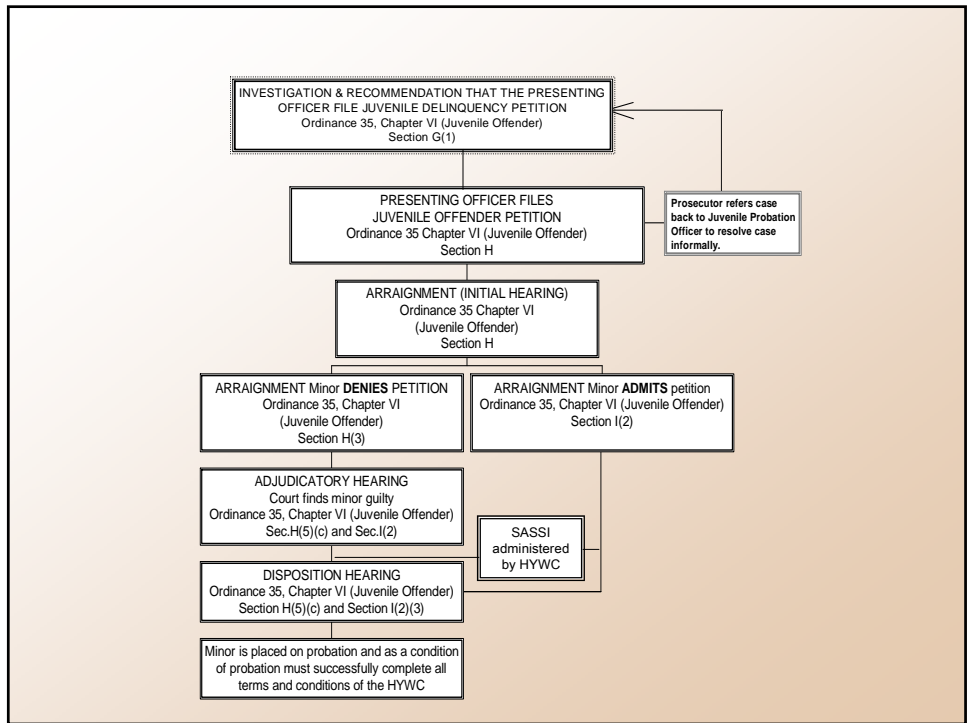 INVESTIGATION & RECOMMENDATION THAT THE PRESENTING
OFFICER FILE JUVENILE DELINQUENCY PETITION
Ordinance 35, Chapter VI (Juvenile Offender)
Section G(1)
PRESENTING OFFICER FILES
JUVENILE OFFENDER PETITION
Ordinance 35 Chapter VI (Juvenile Offender)
Section H
Prosecutor refers case
back to Juvenile Probation
Officer to resolve case
informally.
ARRAIGNMENT (INITIAL HEARING)
Ordinance 35 Chapter VI
(Juvenile Offender)
Section H
ARRAIGNMENT Minor DENIES PETITION
Ordinance 35, Chapter VI
(Juvenile Offender)
Section H(3)
ARRAIGNMENT Minor ADMITS petition
Ordinance 35, Chapter VI (Juvenile Offender)
Section I(2)
ADJUDICATORY HEARING
Court finds minor guilty
Ordinance 35, Chapter VI (Juvenile Offender)
Sec.H(5)(c) and Sec.I(2)
SASSI
administered
by HYWC
DISPOSITION HEARING
Ordinance 35, Chapter VI (Juvenile Offender)
Section H(5)(c) and Section I(2)(3)
Minor is placed on probation and as a condition
of probation must successfully complete all
terms and conditions of the HYWC